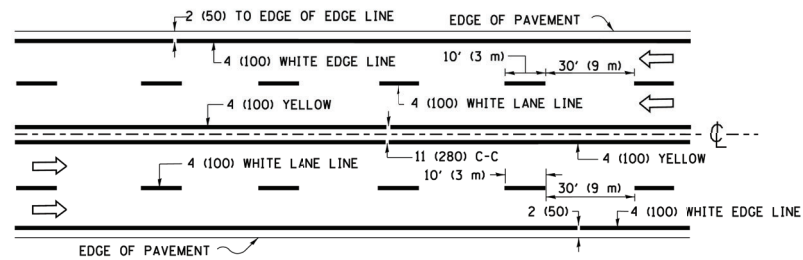 2 (50) TO EDGE OF EDGE LINE
EDGE OF PAVEMENT
4 (100) WHITE EDGE LINE
10' (3 m)
30' (9 m)
4 (100) YELLOW
4 (100) WHITE LANE LINE
℄
4 (100) WHITE LANE LINE
11 (280) C-C
4 (100) YELLOW
10' (3 m)
30' (9 m)
2 (50)
4 (100) WHITE EDGE LINE
EDGE OF PAVEMENT